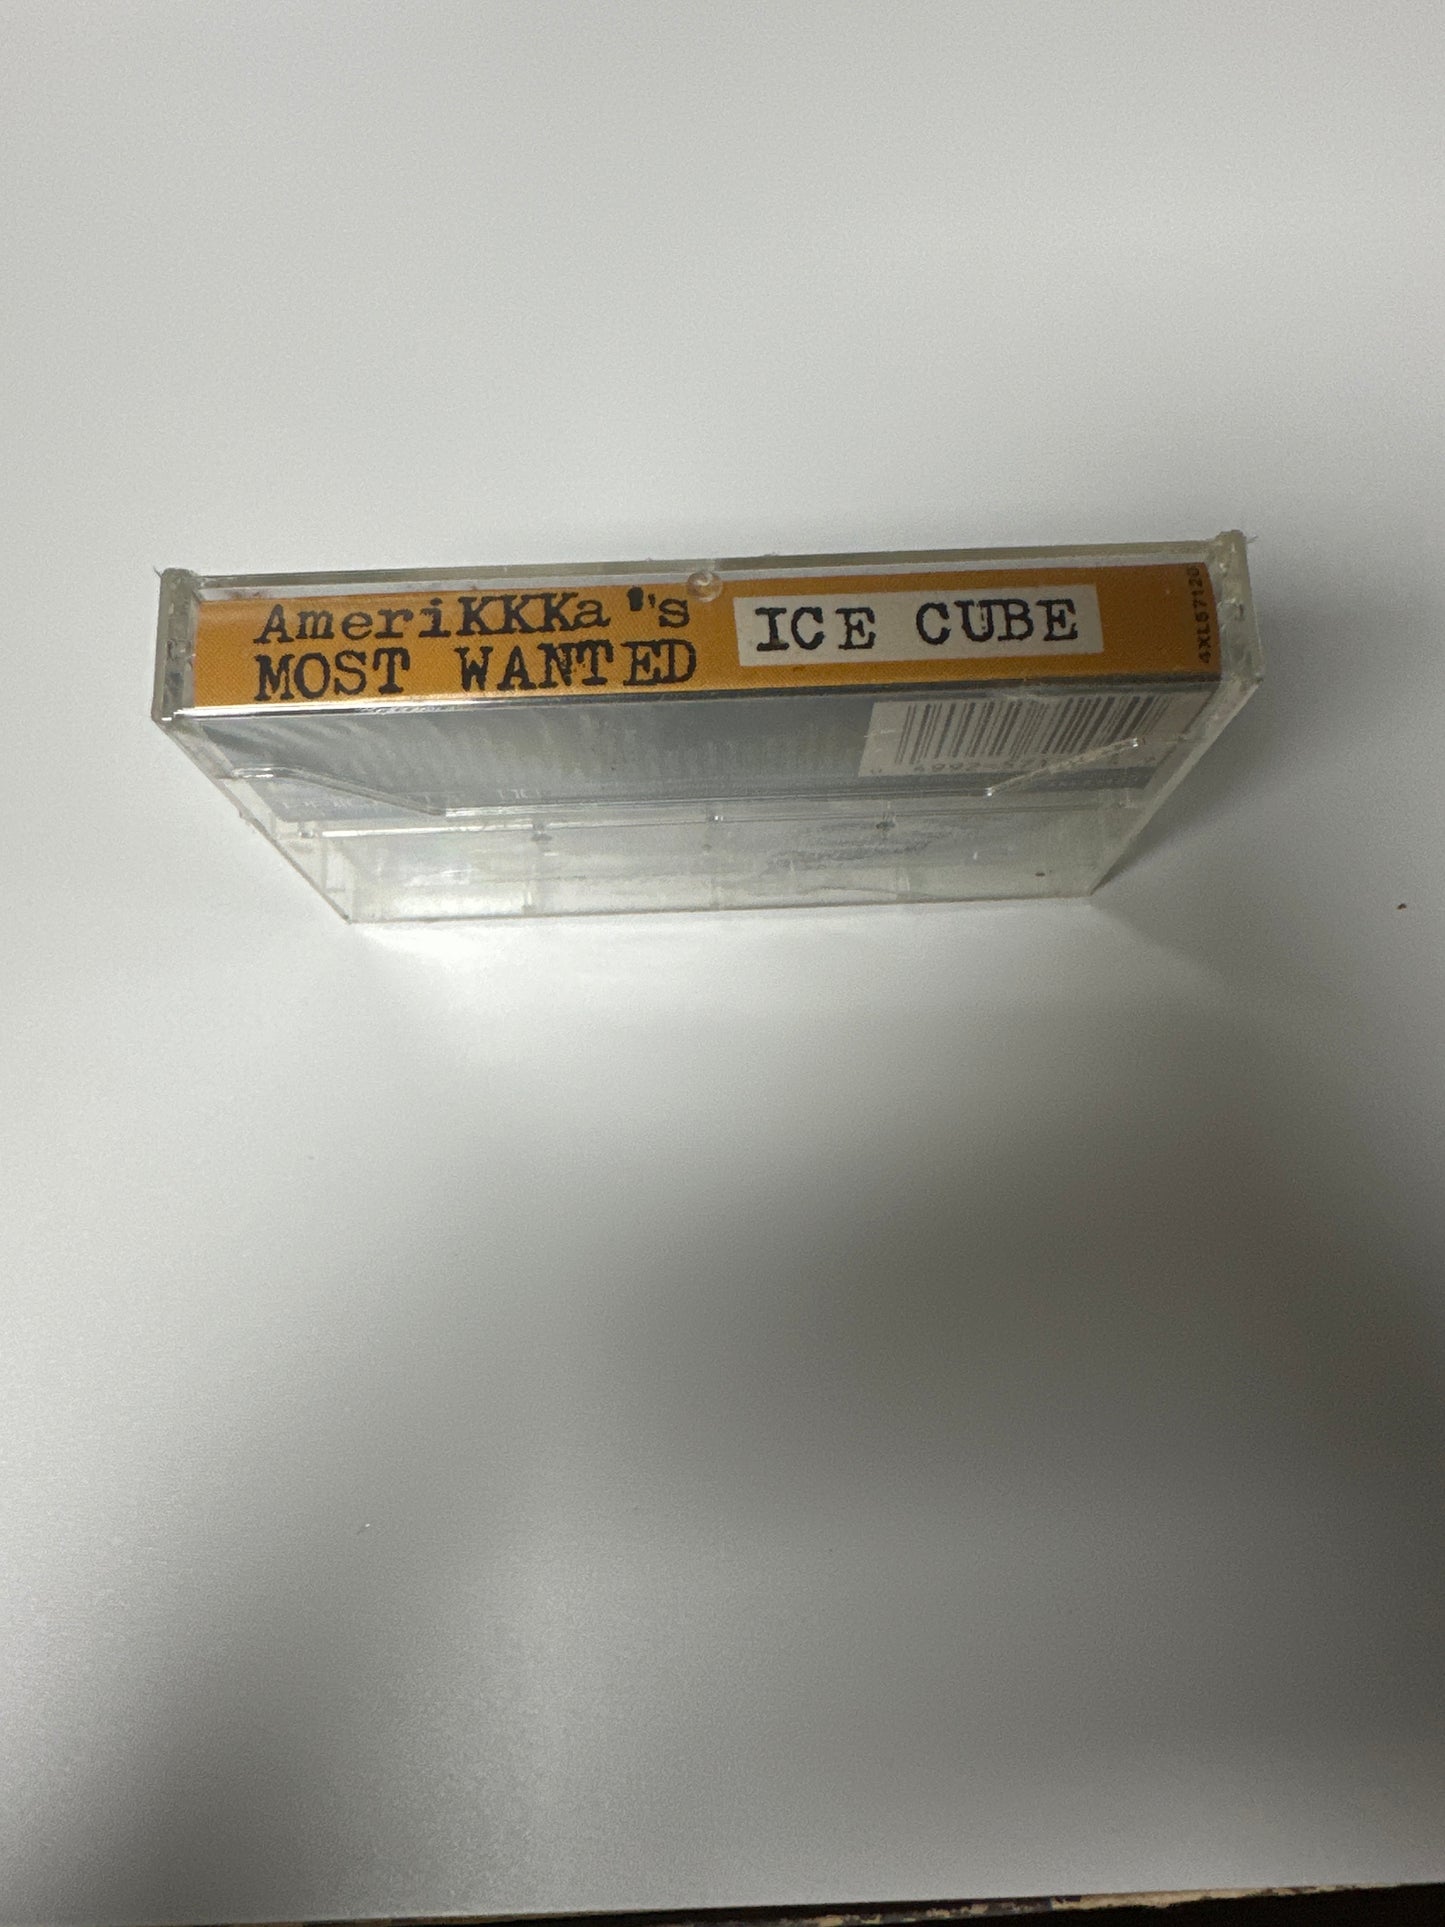 AmeriKKKa's
MOST WANTED
ICE CUBE
4XL57120